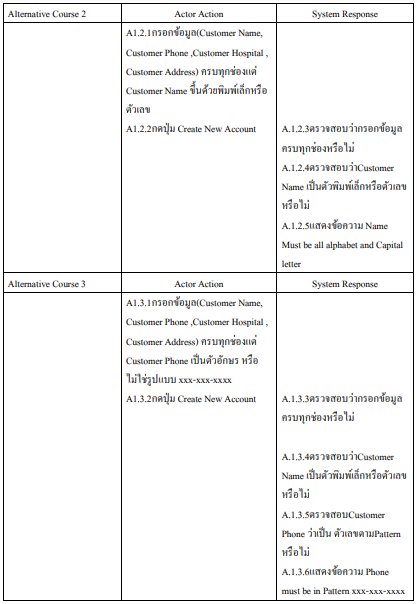 Alternative Course 2 Actor Action System Response
A1.2.1กรอกข้อมูล(Customer Name,
Customer Phone ,Customer Hospital ,
Customer Address) ครบทุกช่องแต่
Customer Name ขึ้นด้วยพิมพ์เล็กหรือ
ตัวเลข
A1.2.2กดปุ่ม Create New Account
A.1.2.3ตรวจสอบว่ากรอกข้อมูล
ครบทุกช่องหรือไม่
A.1.2.4ตรวจสอบว่าCustomer
Name เป็นตัวพิมพ์เล็กหรือตัวเลข
หรือไม่
A.1.2.5แสดงข้อความ Name
Must be all alphabet and Capital
letter
Alternative Course 3 Actor Action System Response
A1.3.1กรอกข้อมูล(Customer Name,
Customer Phone ,Customer Hospital ,
Customer Address) ครบทุกช่องแต่
Customer Phone เป็นตัวอักษร หรือ
ไม่ใช่รูปแบบ xxx-xxx-xxxx
A1.3.2กดปุ่ม Create New Account
A.1.3.3ตรวจสอบว่ากรอกข้อมูล
ครบทุกช่องหรือไม่
A.1.3.4ตรวจสอบว่าCustomer
Name เป็นตัวพิมพ์เล็กหรือตัวเลข
หรือไม่
A.1.3.5ตรวจสอบCustomer
Phone ว่าเป็น ตัวเลขตามPattern
หรือไม่
A.1.3.6แสดงข้อความ Phone
must be in Pattern xxx-xxx-xxxx